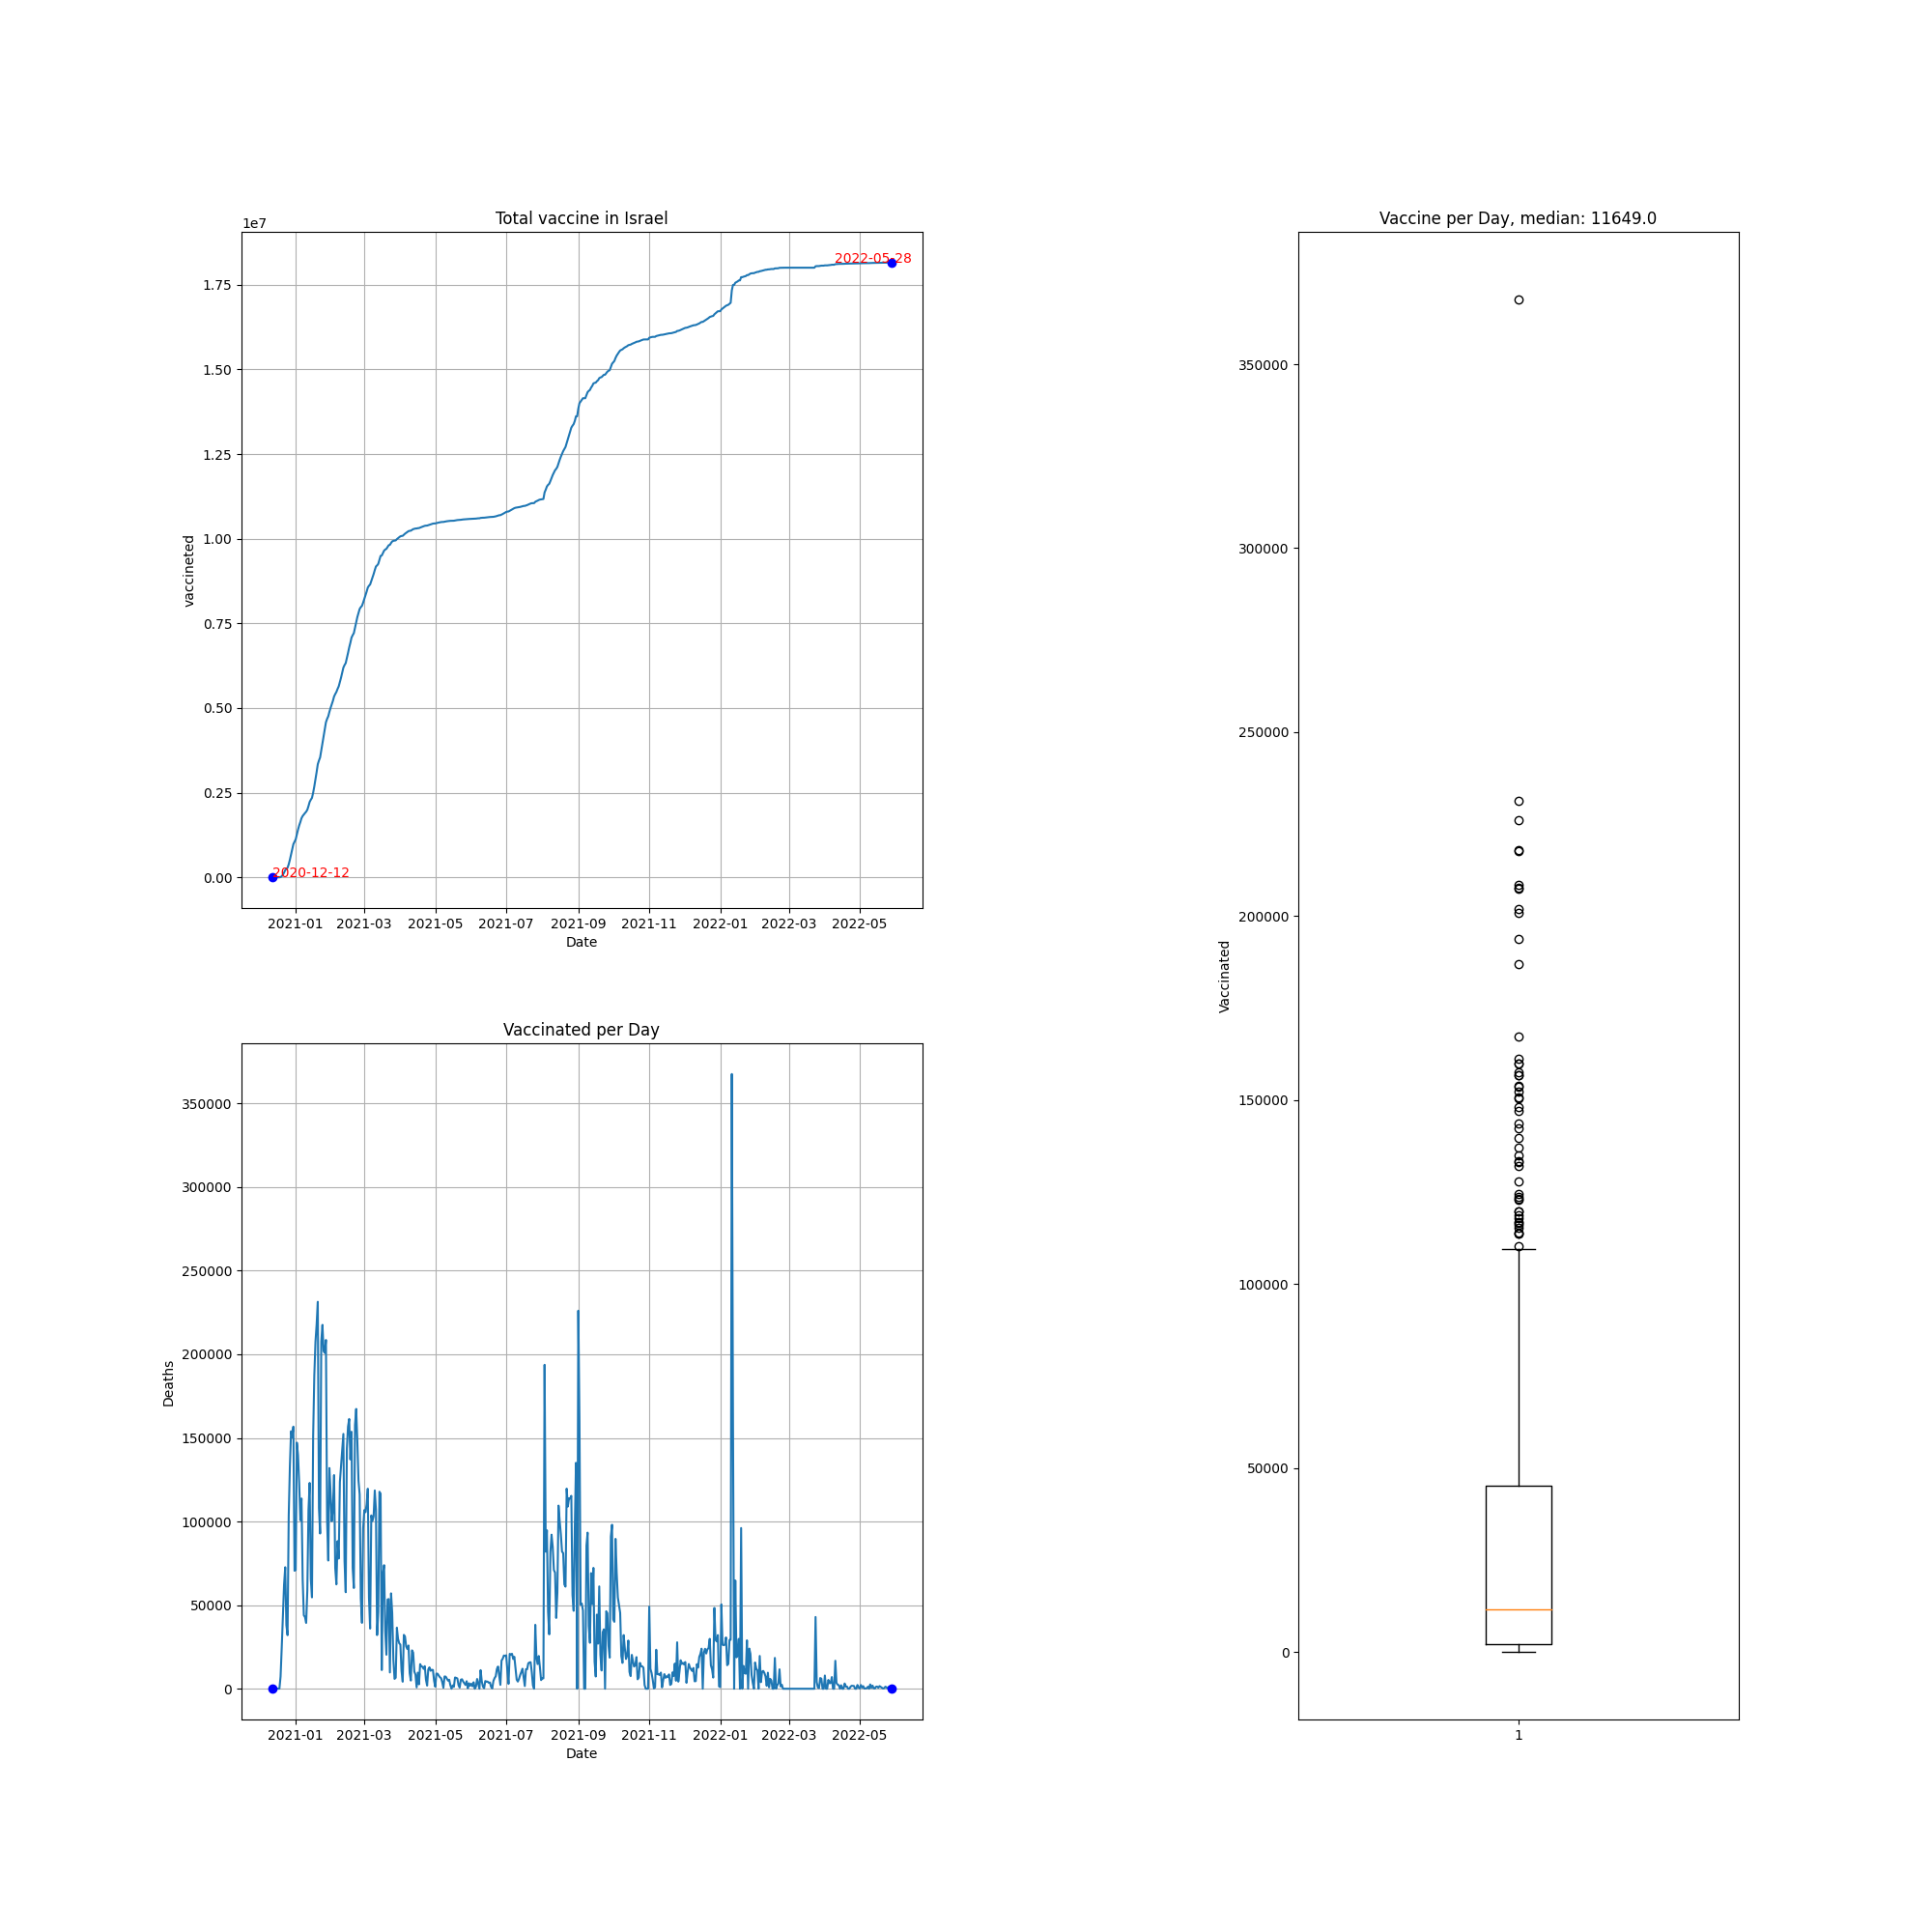 Total vaccine in Israel
1e7
1.75
1.50
1.25
1.00
0.75
0.50
0.25
0.00
vaccineted
2022-05-28
2020-12-12
2021-01 2021-03 2021-05 2021-07 2021-09 2021-11 2022-01 2022-03 2022-05
Date
Vaccinated per Day
350000
300000
250000
200000
150000
100000
50000
0
Deaths
2021-01 2021-03 2021-05 2021-07 2021-09 2021-11 2022-01 2022-03 2022-05
Date
Vaccine per Day, median: 11649.0
350000
300000
250000
200000
150000
100000
50000
0
Vaccinated
1